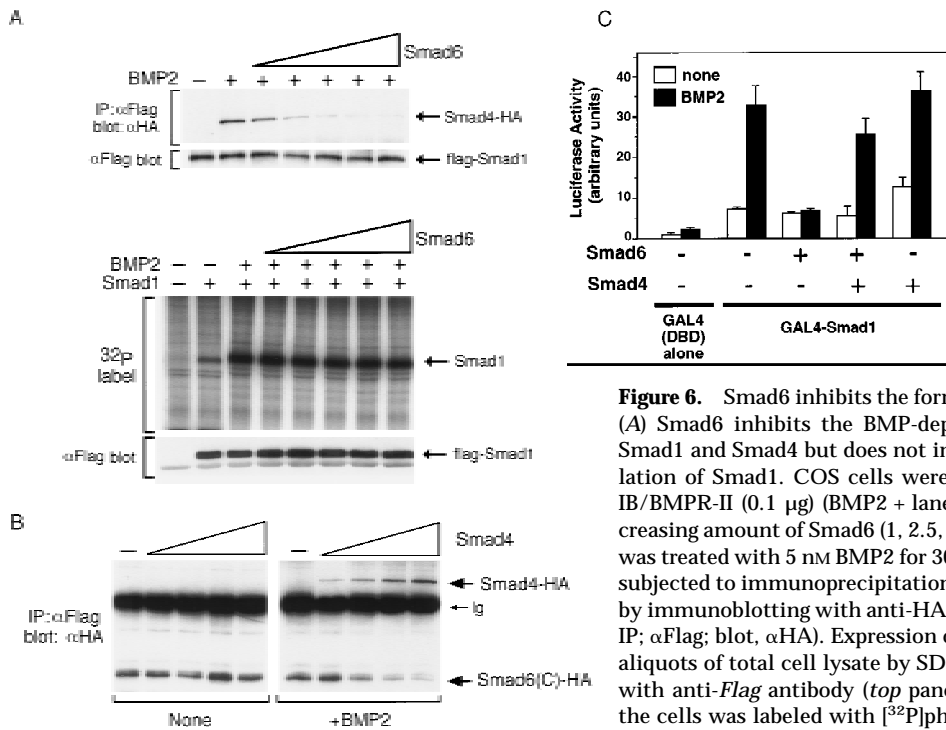 A
Smad6
BMP2 – + + + + + +
IP:αFlag
blot:αHA
Smad4-HA
αFlag blot
flag-Smad1
Smad6
BMP2 – – + + + + + +
Smad1 – + + + + + + +
32P
label
Smad1
αFlag blot
flag-Smad1
B
–
–
Smad4
IP:αFlag
blot: αHA
Smad4-HA
Ig
Smad6(C)-HA
None
+BMP2
C
none
BMP2
Luciferase Activity
(arbitrary units)
40
30
20
10
0
Smad6 - - + + -
Smad4 - - - + +
GAL4
(DBD)
alone
GAL4-Smad1
Figure 6. Smad6 inhibits the forn
(A) Smad6 inhibits the BMP-dep
Smad1 and Smad4 but does not in
lation of Smad1. COS cells were
IB/BMPR-II (0.1 µg) (BMP2 + lane
creasing amount of Smad6 (1, 2.5,
was treated with 5 nM BMP2 for 30
subjected to immunoprecipitation
by immunoblotting with anti-HA
IP; αFlag; blot, αHA). Expression o
aliquots of total cell lysate by SD
with anti-Flag antibody (top pane
the cells was labeled with [32P]ph